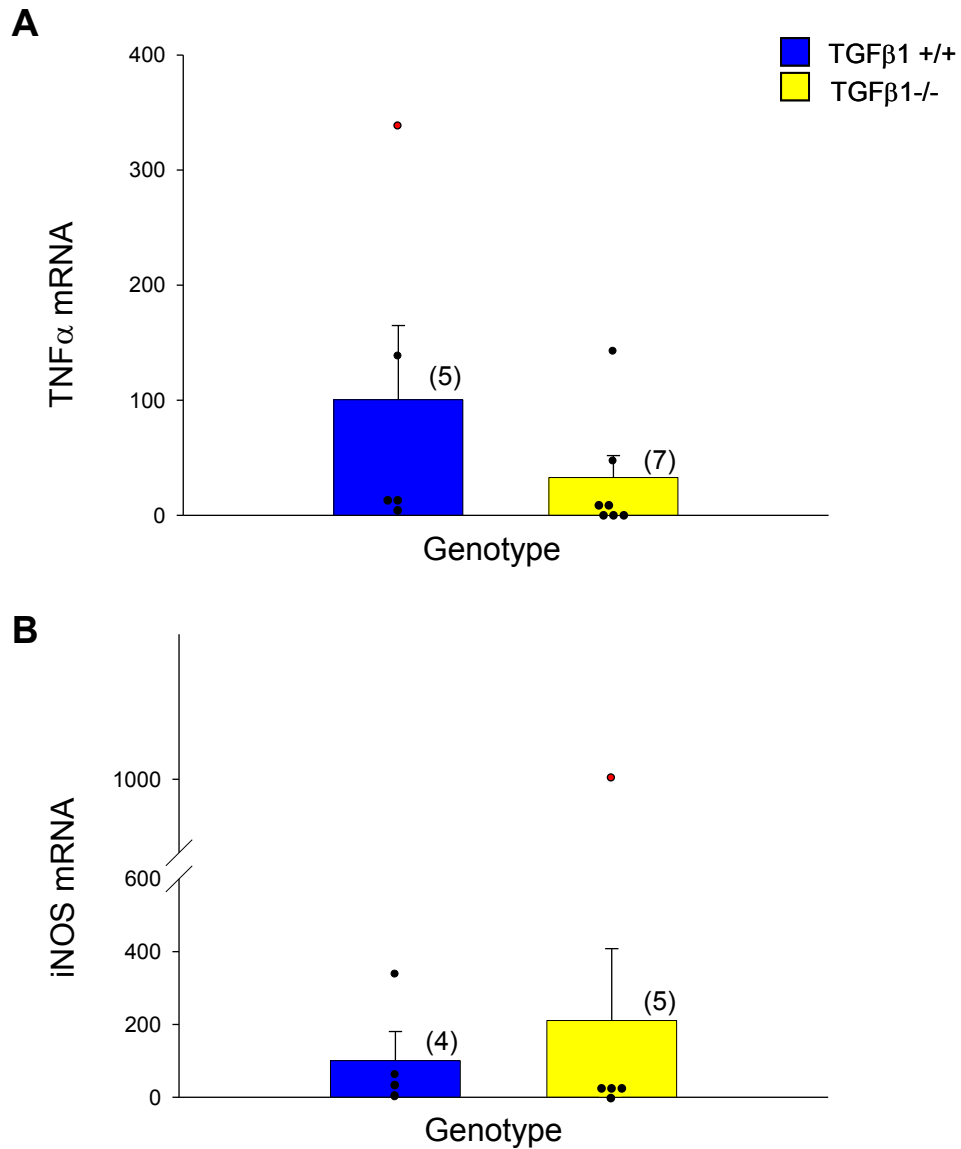 A
400
TGFβ1 +/+
TGFβ1-/-
300
TNFα mRNA
200
(5)
100
(7)
0
Genotype
B
1000
iNOS mRNA
600
400
(5)
200
(4)
0
Genotype